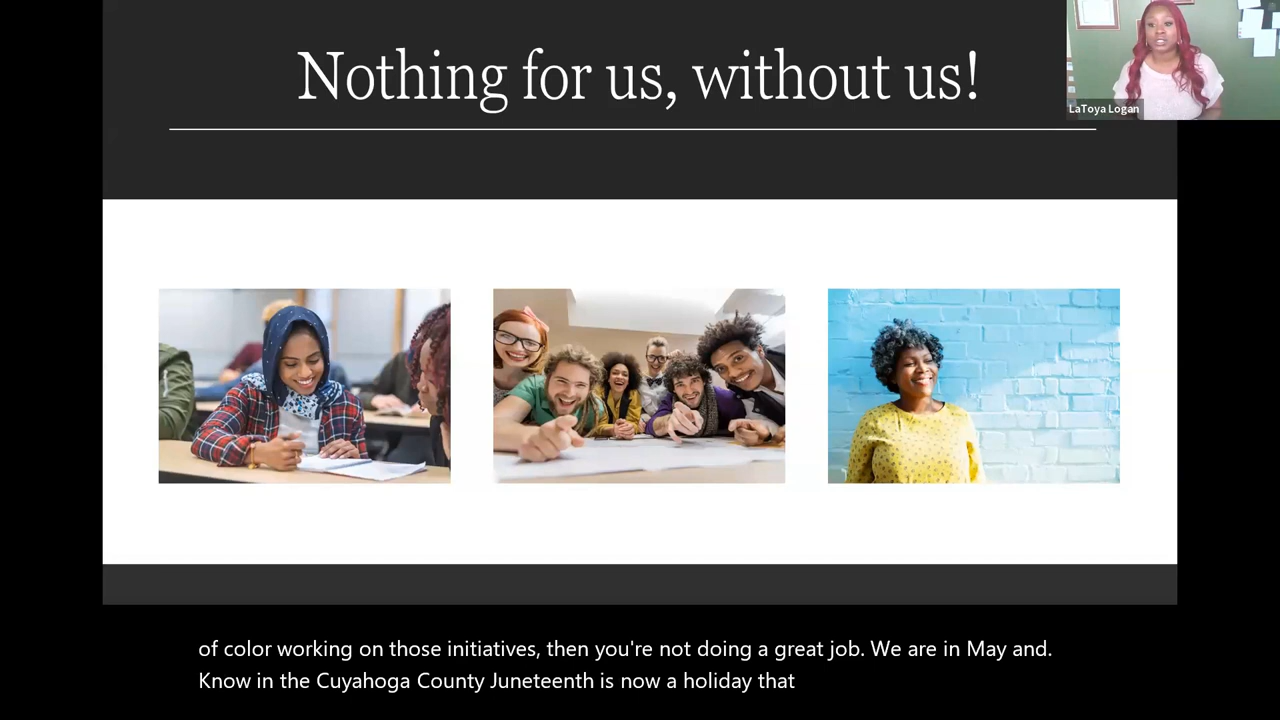 Nothing for us, without us!
LaToya Logan
of color working on those initiatives, then you're not doing a great job. We are in May and.
Know in the Cuyahoga County Juneteenth is now a holiday that